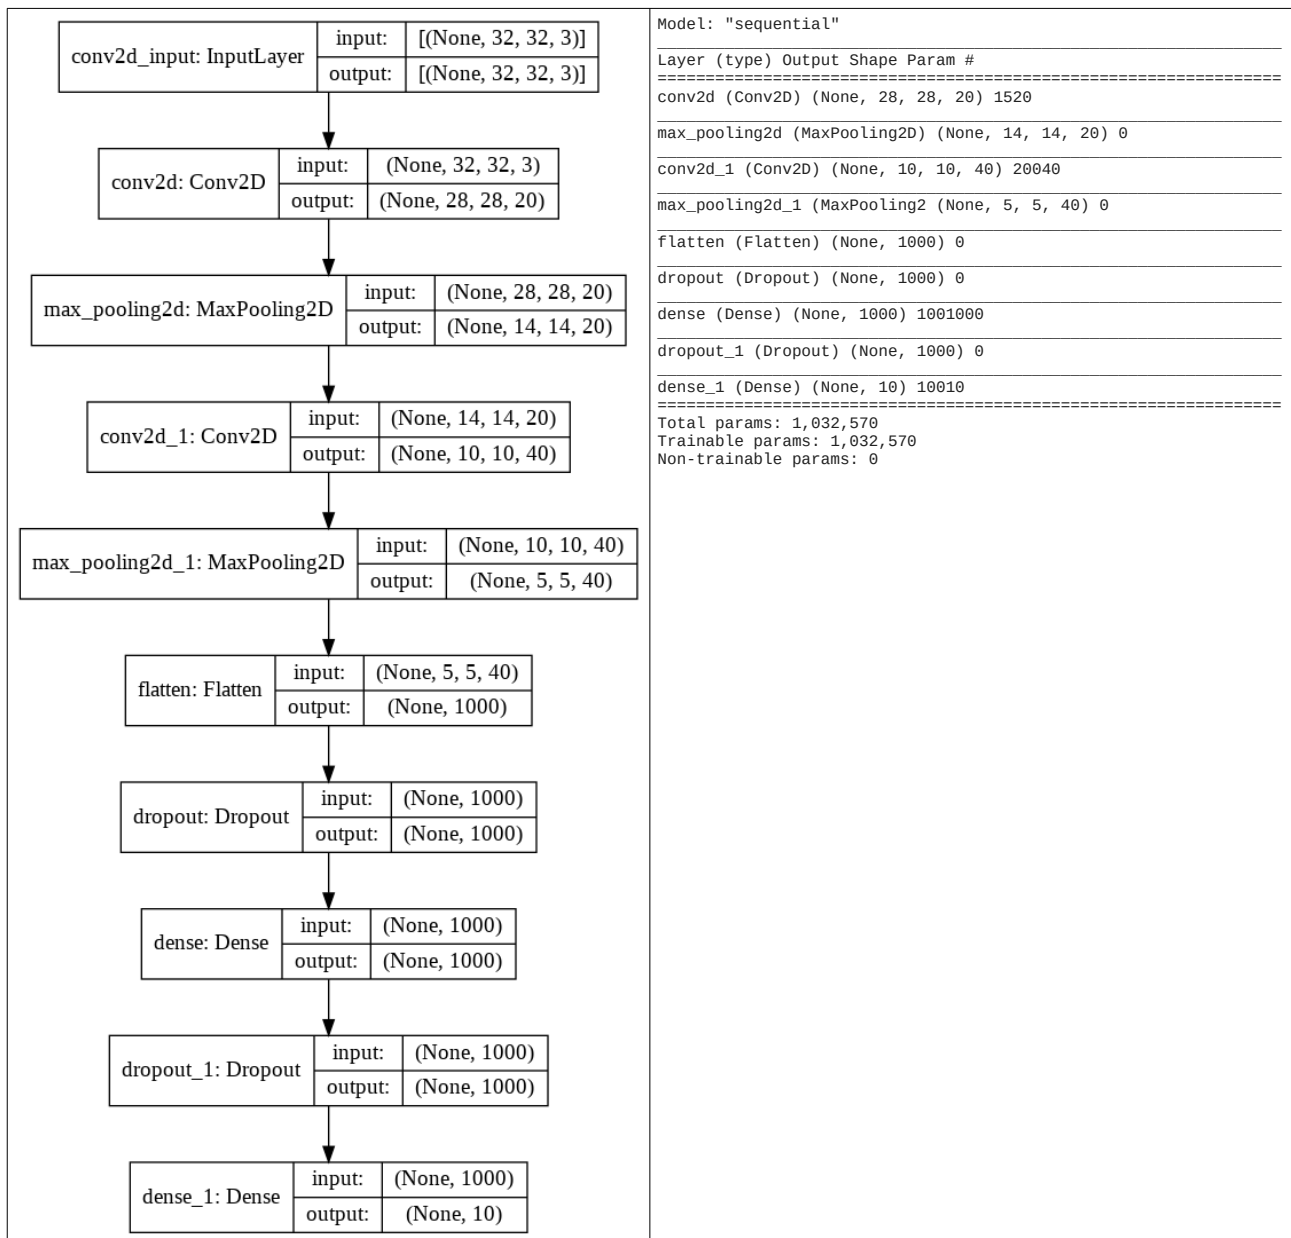 conv2d_input: InputLayer
input: [(None, 32, 32, 3)]
output: [(None, 32, 32, 3)]
conv2d: Conv2D
input: (None, 32, 32, 3)
output: (None, 28, 28, 20)
max_pooling2d: MaxPooling2D
input: (None, 28, 28, 20)
output: (None, 14, 14, 20)
conv2d_1: Conv2D
input: (None, 14, 14, 20)
output: (None, 10, 10, 40)
max_pooling2d_1: MaxPooling2D
input: (None, 10, 10, 40)
output: (None, 5, 5, 40)
flatten: Flatten
input: (None, 5, 5, 40)
output: (None, 1000)
dropout: Dropout
input: (None, 1000)
output: (None, 1000)
dense: Dense
input: (None, 1000)
output: (None, 1000)
dropout_1: Dropout
input: (None, 1000)
output: (None, 1000)
dense_1: Dense
input: (None, 1000)
output: (None, 10)
Model: "sequential"
Layer (type) Output Shape Param #
conv2d (Conv2D) (None, 28, 28, 20) 1520
max_pooling2d (MaxPooling2D) (None, 14, 14, 20) 0
conv2d_1 (Conv2D) (None, 10, 10, 40) 20040
max_pooling2d_1 (MaxPooling2 (None, 5, 5, 40) 0
flatten (Flatten) (None, 1000) 0
dropout (Dropout) (None, 1000) 0
dense (Dense) (None, 1000) 1001000
dropout_1 (Dropout) (None, 1000) 0
dense_1 (Dense) (None, 10) 10010
Total params: 1,032,570
Trainable params: 1,032,570
Non-trainable params: 0